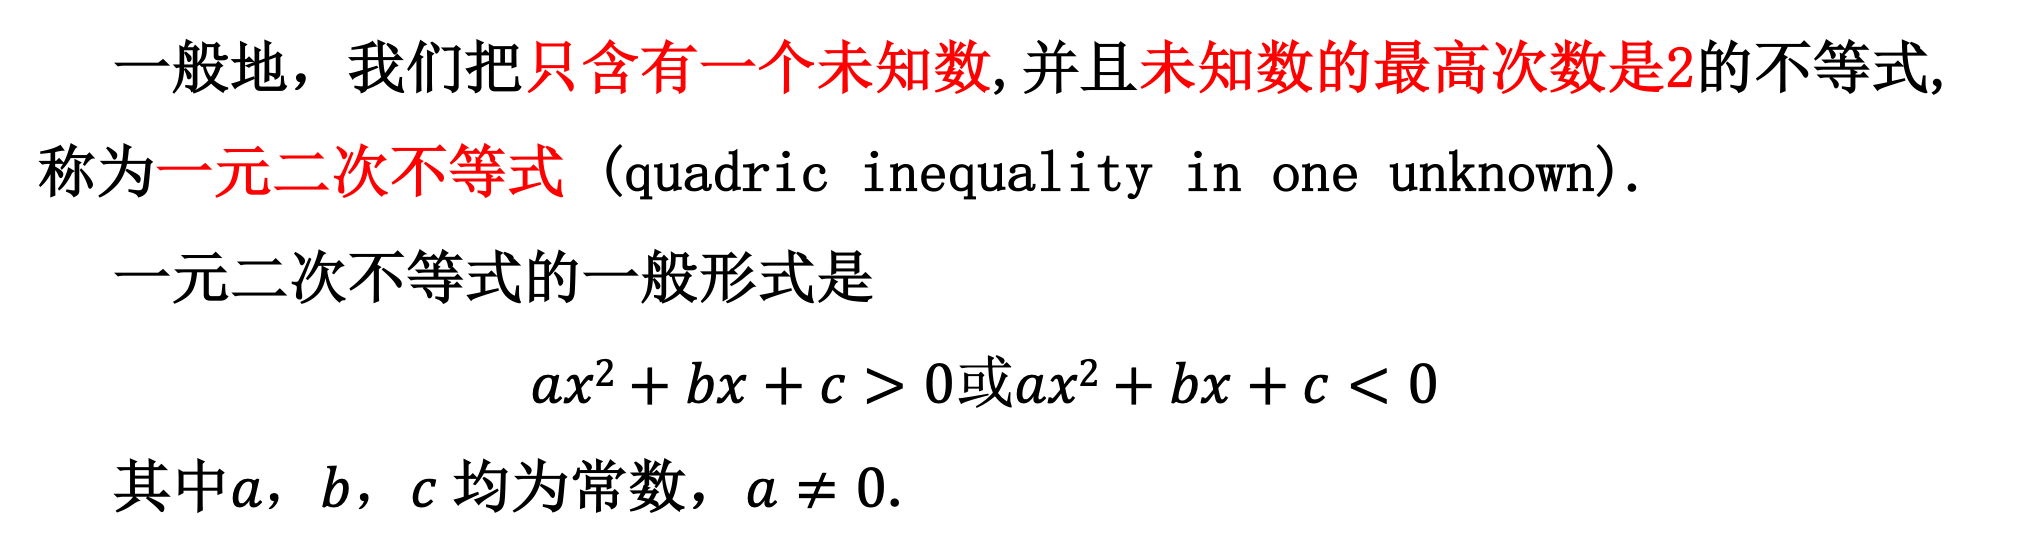 一般地，我们把只含有一个未知数,并且未知数的最高次数是2的不等式,
称为一元二次不等式 (quadric inequality in one unknown).
一元二次不等式的一般形式是
ax² + bx + c > 0或ax² + bx + c < 0
其中a，b，c 均为常数，a ≠ 0.